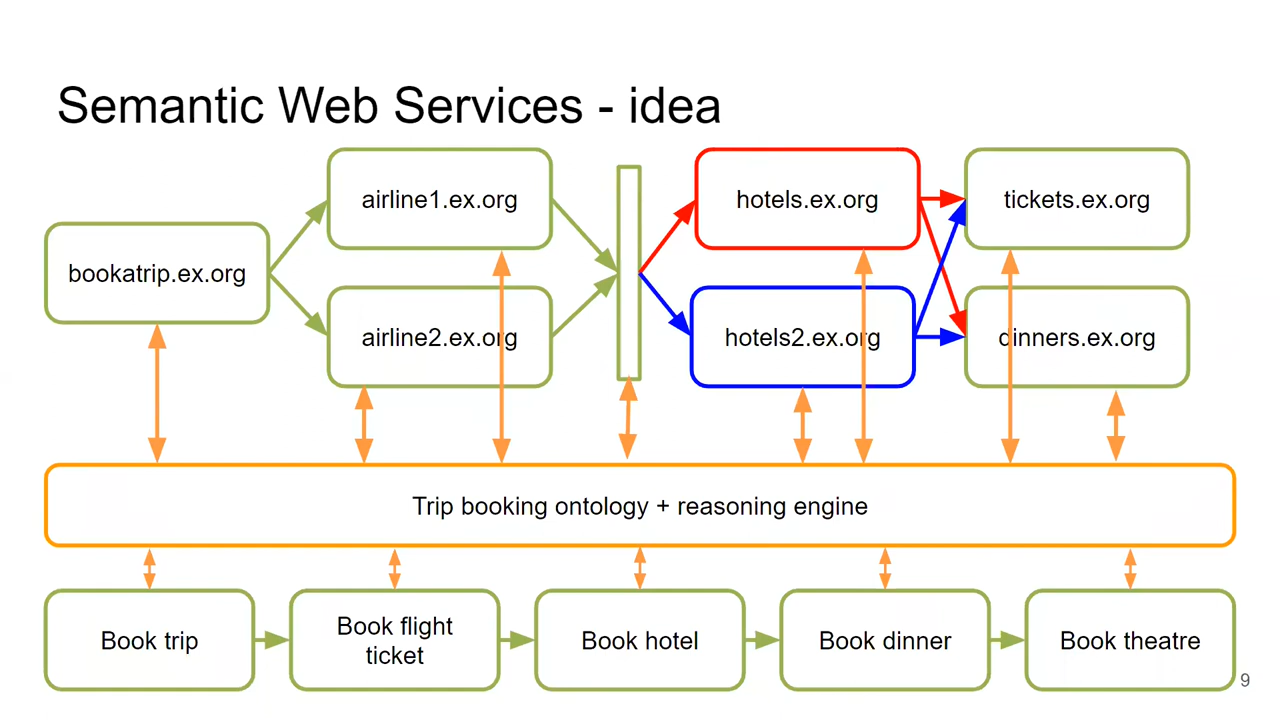 Semantic Web Services - idea
bookatrip.ex.org
airline1.ex.org
airline2.ex.org
hotels.ex.org
hotels2.ex.org
tickets.ex.org
dinners.ex.org
Trip booking ontology + reasoning engine
Book trip
Book flight
ticket
Book hotel
Book dinner
Book theatre
9